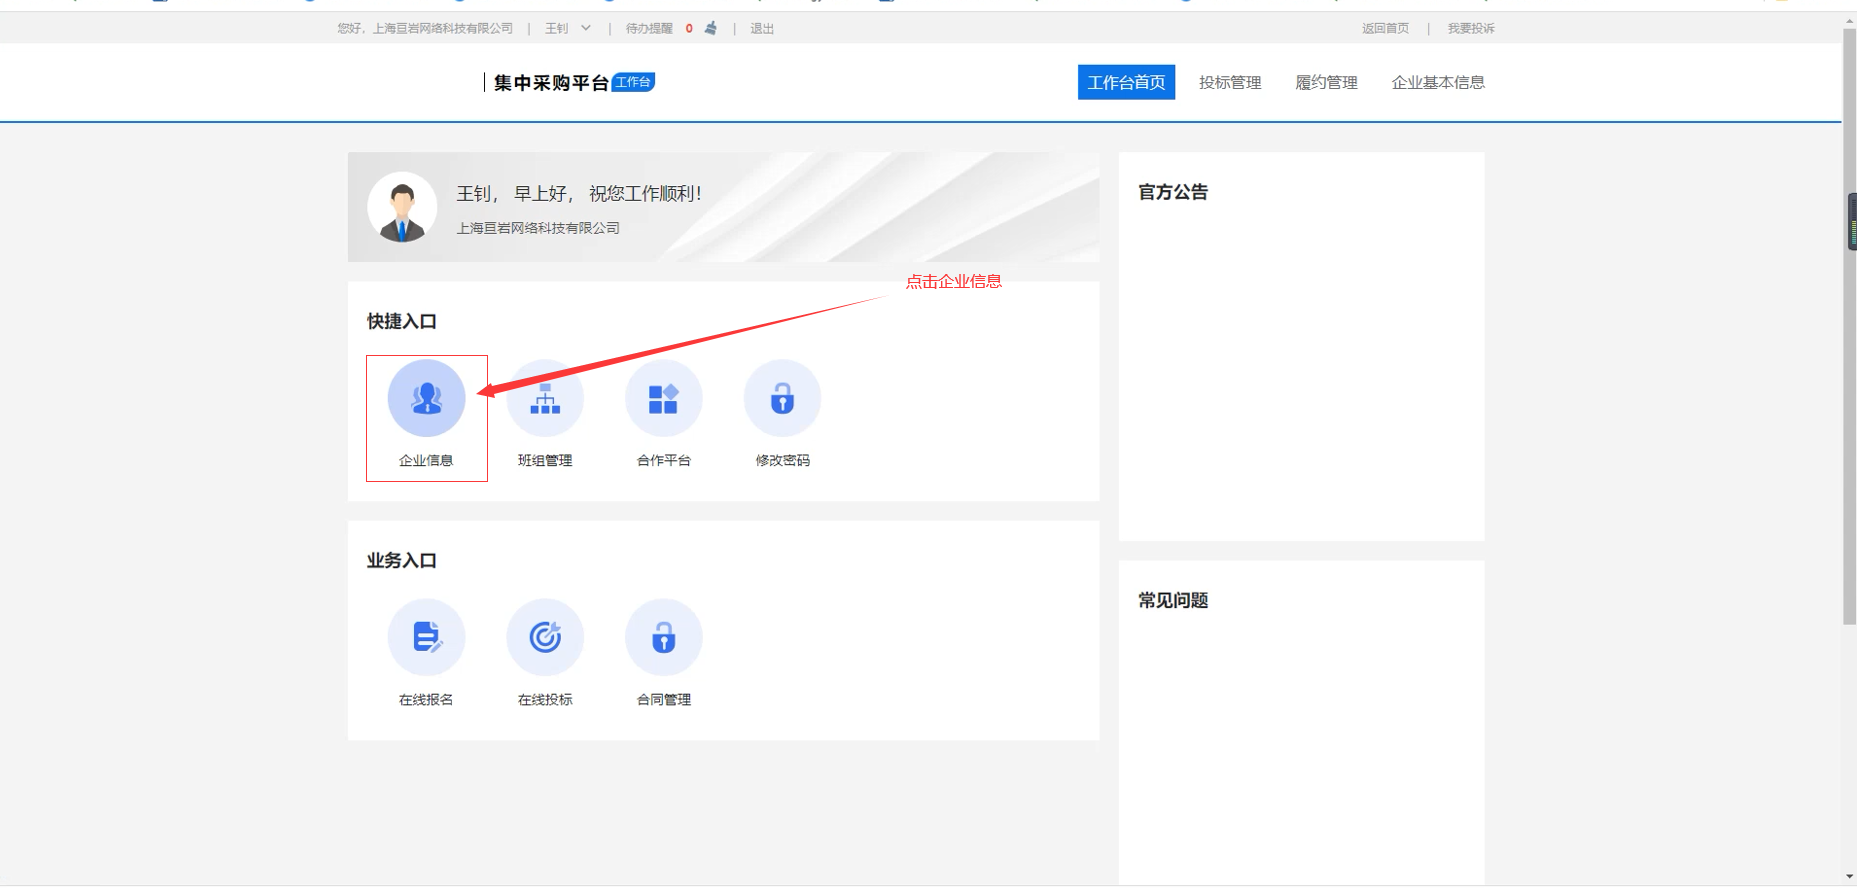 您好，上海亘岩网络科技有限公司 | 王钊 | 待办提醒 0 | 退出 返回首页 | 我要投诉
集中采购平台 工作台 工作台首页 投标管理 履约管理 企业基本信息
王钊， 早上好， 祝您工作顺利！
上海亘岩网络科技有限公司
点击企业信息
快捷入口
企业信息 班组管理 合作平台 修改密码
业务入口
在线报名 在线投标 合同管理
官方公告
常见问题